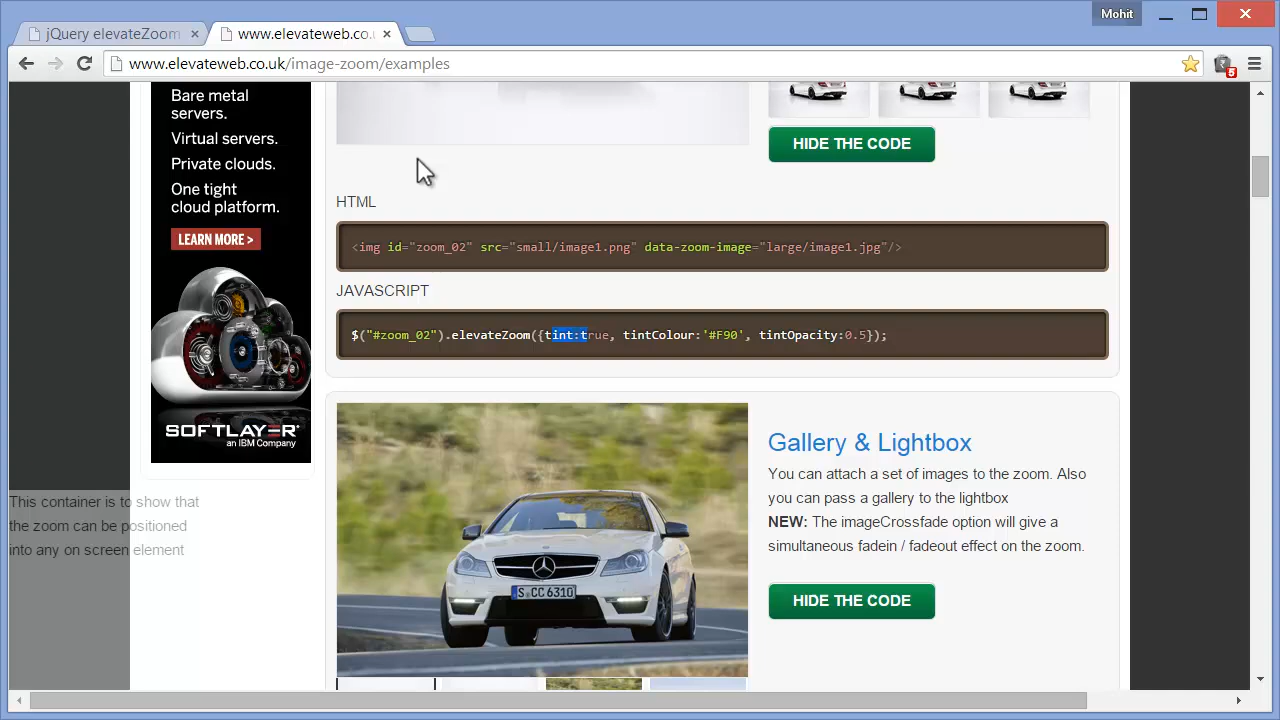 Mohit
jQuery elevateZoom
www.elevateweb.co.
www.elevateweb.co.uk/image-zoom/examples
5
Bare metal
servers.
Virtual servers.
Private clouds.
One tight
cloud platform.
LEARN MORE >
SOFTLAYER
an IBM Company
This container is to show that
the zoom can be positioned
into any on screen element
HIDE THE CODE
HTML
<img id="zoom_02" src="small/image1.png" data-zoom-image="large/image1.jpg"/>
JAVASCRIPT
$("#zoom_02").elevateZoom({tint:true, tintColour:'#F90', tintOpacity:0.5});
S CC 6310
Gallery & Lightbox
You can attach a set of images to the zoom. Also
you can pass a gallery to the lightbox
NEW: The imageCrossfade option will give a
simultaneous fadein / fadeout effect on the zoom.
HIDE THE CODE